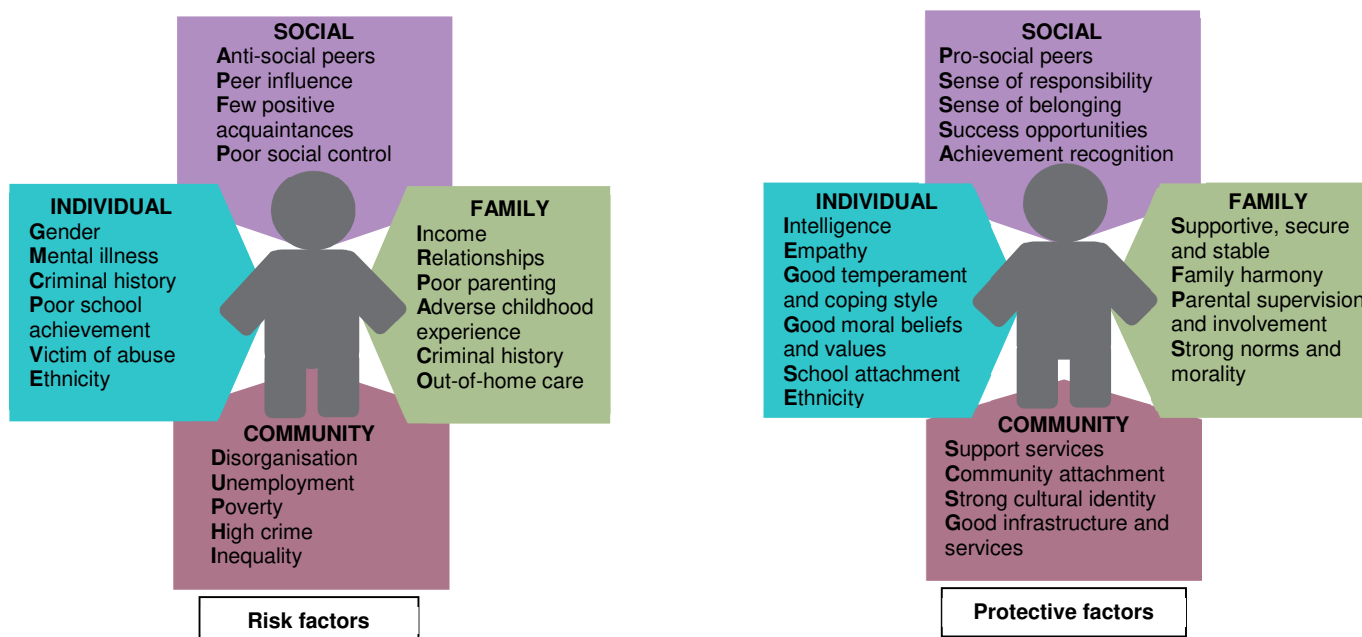 SOCIAL
Anti-social peers
Peer influence
Few positive
acquaintances
Poor social control
INDIVIDUAL
Gender
Mental illness
Criminal history
Poor school
achievement
Victim of abuse
Ethnicity
FAMILY
Income
Relationships
Poor parenting
Adverse childhood
experience
Criminal history
Out-of-home care
COMMUNITY
Disorganisation
Unemployment
Poverty
High crime
Inequality
Risk factors
SOCIAL
Pro-social peers
Sense of responsibility
Sense of belonging
Success opportunities
Achievement recognition
INDIVIDUAL
Intelligence
Empathy
Good temperament
and coping style
Good moral beliefs
and values
School attachment
Ethnicity
FAMILY
Supportive, secure
and stable
Family harmony
Parental supervision
and involvement
Strong norms and
morality
COMMUNITY
Support services
Community attachment
Strong cultural identity
Good infrastructure and
services
Protective factors